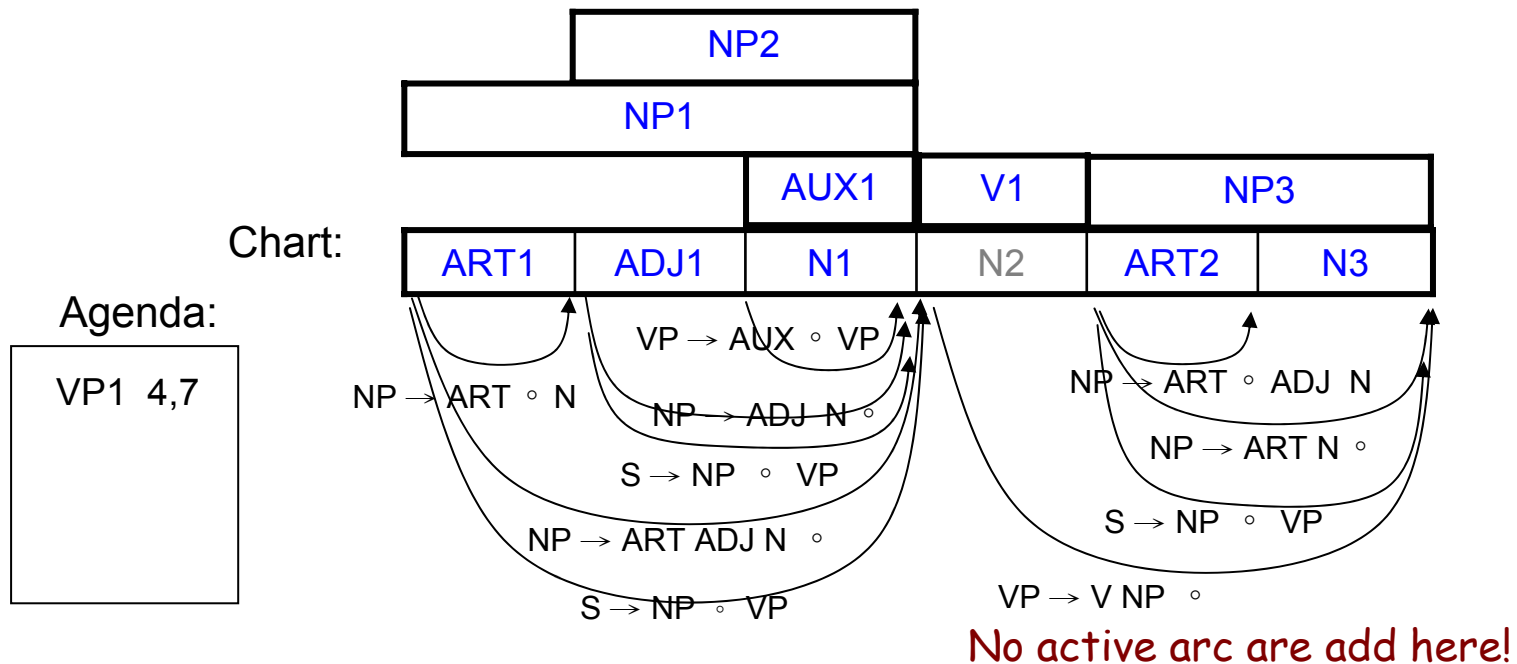 NP2
NP1
AUX1 V1 NP3
Chart:
ART1 ADJ1 N1 N2 ART2 N3
Agenda:
VP1 4,7
VP → AUX ∘ VP
NP → ART ∘ N
NP → ADJ N ∘
S → NP ∘ VP
NP → ART ADJ N ∘
S → NP ∘ VP
NP → ART ∘ ADJ N
NP → ART N ∘
S → NP ∘ VP
VP → V NP ∘
No active arc are add here!